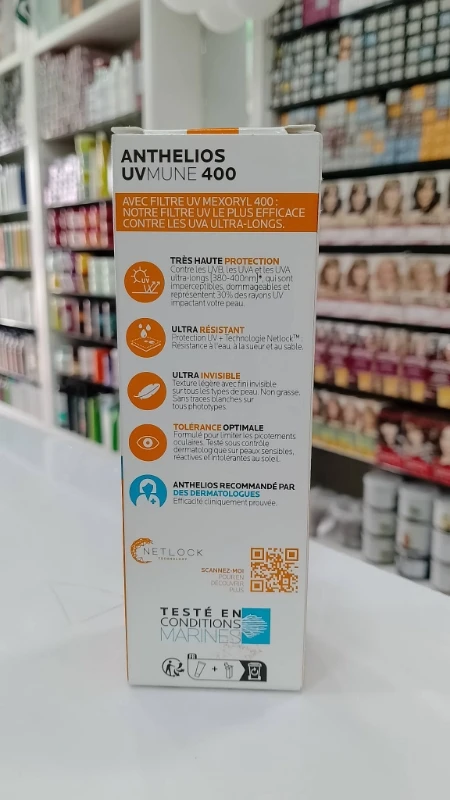 ANTHELIOS
UVMUNE 400
AVEC FILTRE UV MEXORYL 400 :
NOTRE FILTRE UV LE PLUS EFFICACE
CONTRE LES UVA ULTRA-LONGS.
TRÈS HAUTE PROTECTION
Contre les UVB, les UVA et les UVA
ultra-longs [380-400nm]*, qui sont
imperceptibles, dommageables et
représentent 30% des rayons UV
impactant votre peau.
UV
ULTRA RÉSISTANT
Protection UV + Technologie Netlock™.
Résistance à l'eau, à la sueur et au sable.
ULTRA INVISIBLE
Texture légère avec fini invisible
sur tous les types de peau. Non grasse.
Sans traces blanches sur
tous phototypes.
TOLÉRANCE OPTIMALE
Formulé pour limiter les picotements
oculaires. Testé sous contrôle
dermatologique sur peaux sensibles,
réactives et intolérantes au soleil.
ANTHELIOS RECOMMANDÉ PAR
DES DERMATOLOGUES
Efficacité cliniquement prouvée.
NETLOCK
TECHNOLOGY
SCANNEZ-MOI
POUR EN
DÉCOUVRIR
PLUS
TESTÉ EN
CONDITIONS
MARINES
FR